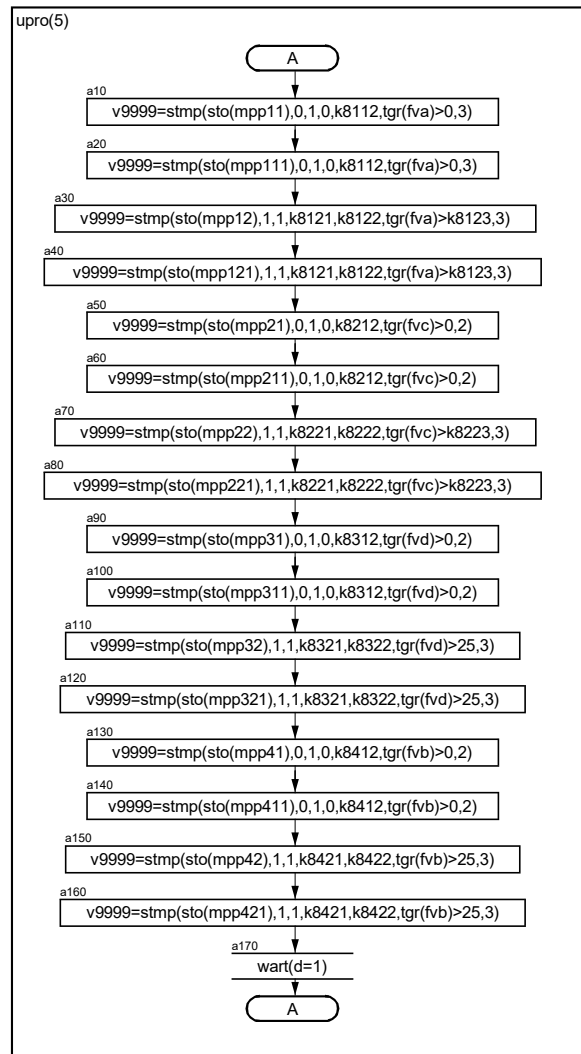 upro(5)
A
a10
v9999=stmp(sto(mpp11),0,1,0,k8112,tgr(fva)>0,3)
a20
v9999=stmp(sto(mpp111),0,1,0,k8112,tgr(fva)>0,3)
a30
v9999=stmp(sto(mpp12),1,1,k8121,k8122,tgr(fva)>k8123,3)
a40
v9999=stmp(sto(mpp121),1,1,k8121,k8122,tgr(fva)>k8123,3)
a50
v9999=stmp(sto(mpp21),0,1,0,k8212,tgr(fvc)>0,2)
a60
v9999=stmp(sto(mpp211),0,1,0,k8212,tgr(fvc)>0,2)
a70
v9999=stmp(sto(mpp22),1,1,k8221,k8222,tgr(fvc)>k8223,3)
a80
v9999=stmp(sto(mpp221),1,1,k8221,k8222,tgr(fvc)>k8223,3)
a90
v9999=stmp(sto(mpp31),0,1,0,k8312,tgr(fvd)>0,2)
a100
v9999=stmp(sto(mpp311),0,1,0,k8312,tgr(fvd)>0,2)
a110
v9999=stmp(sto(mpp32),1,1,k8321,k8322,tgr(fvd)>25,3)
a120
v9999=stmp(sto(mpp321),1,1,k8321,k8322,tgr(fvd)>25,3)
a130
v9999=stmp(sto(mpp41),0,1,0,k8412,tgr(fvb)>0,2)
a140
v9999=stmp(sto(mpp411),0,1,0,k8412,tgr(fvb)>0,2)
a150
v9999=stmp(sto(mpp42),1,1,k8421,k8422,tgr(fvb)>25,3)
a160
v9999=stmp(sto(mpp421),1,1,k8421,k8422,tgr(fvb)>25,3)
a170
wart(d=1)
A